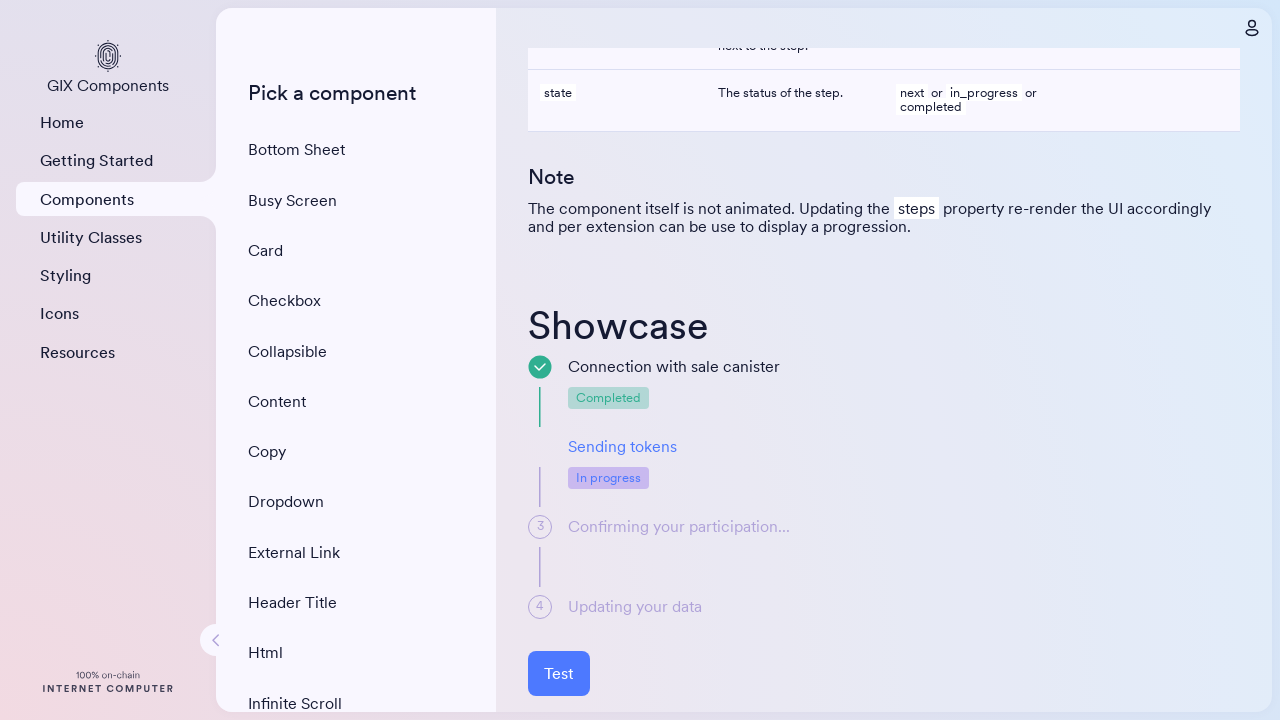 GIX Components
Home
Getting Started
Components
Utility Classes
Styling
Icons
Resources
100% on-chain
INTERNET COMPUTER
Pick a component
Bottom Sheet
Busy Screen
Card
Checkbox
Collapsible
Content
Copy
Dropdown
External Link
Header Title
Html
Infinite Scroll
next to the step.
state The status of the step. next or in_progress or
completed
Note
The component itself is not animated. Updating the steps property re-render the UI accordingly
and per extension can be use to display a progression.
Showcase
Connection with sale canister
Completed
Sending tokens
In progress
3 Confirming your participation...
4 Updating your data
Test